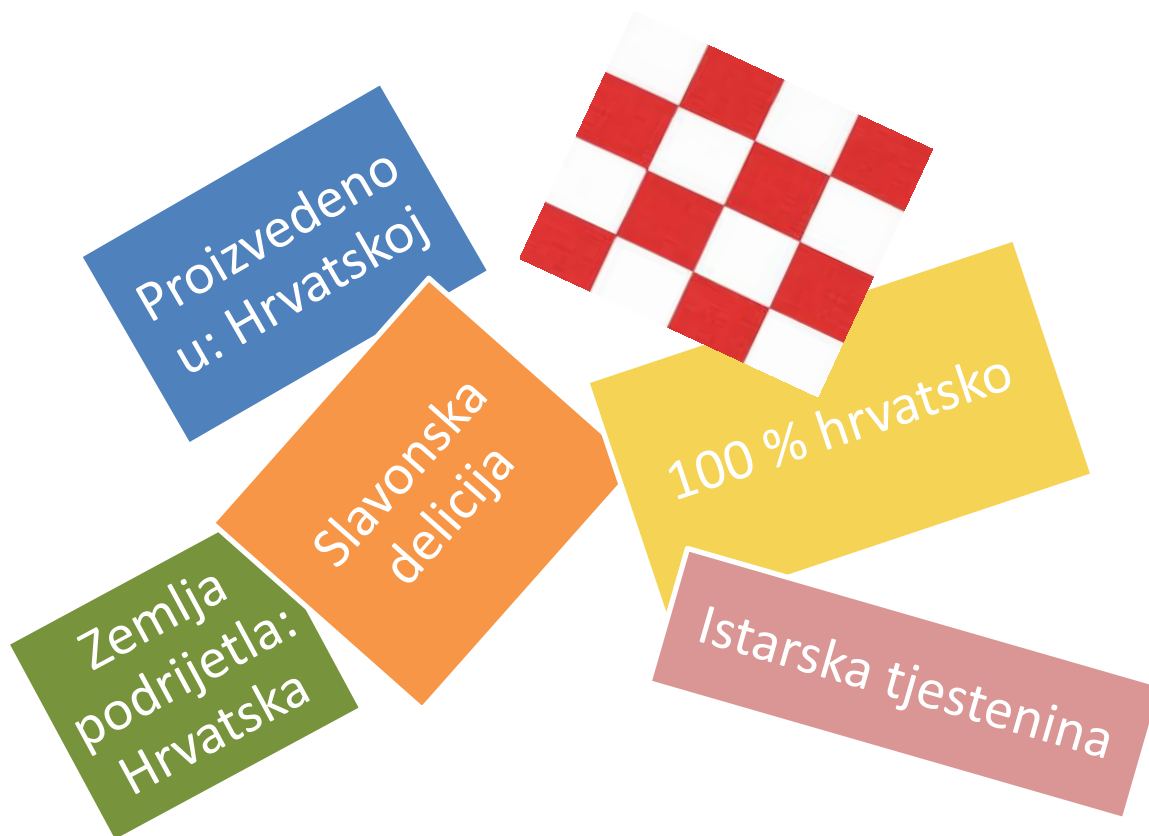 Proizvedeno
u: Hrvatskoj
Slavonska
delicija
100 % hrvatsko
Zemlja
podrijetla:
Hrvatska
Istarska tjestenina